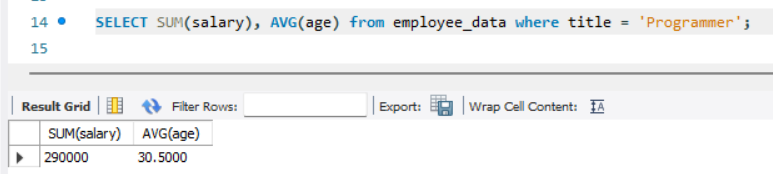 14 SELECT SUM(salary), AVG(age) from employee_data where title = 'Programmer';
15
Result Grid Filter Rows: Export: Wrap Cell Content: IA
SUM(salary) AVG(age)
290000 30.5000